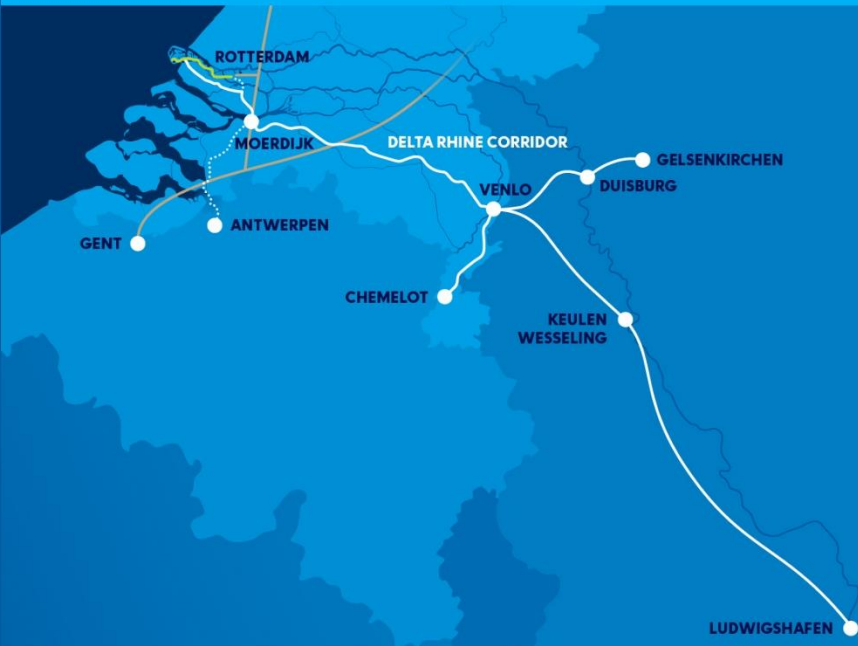 ROTTERDAM
MOERDIJK
DELTA RHINE CORRIDOR
GELSENKIRCHEN
DUISBURG
VENLO
ANTWERPEN
GENT
CHEMELOT
KEULEN
WESSELING
LUDWIGSHAFEN